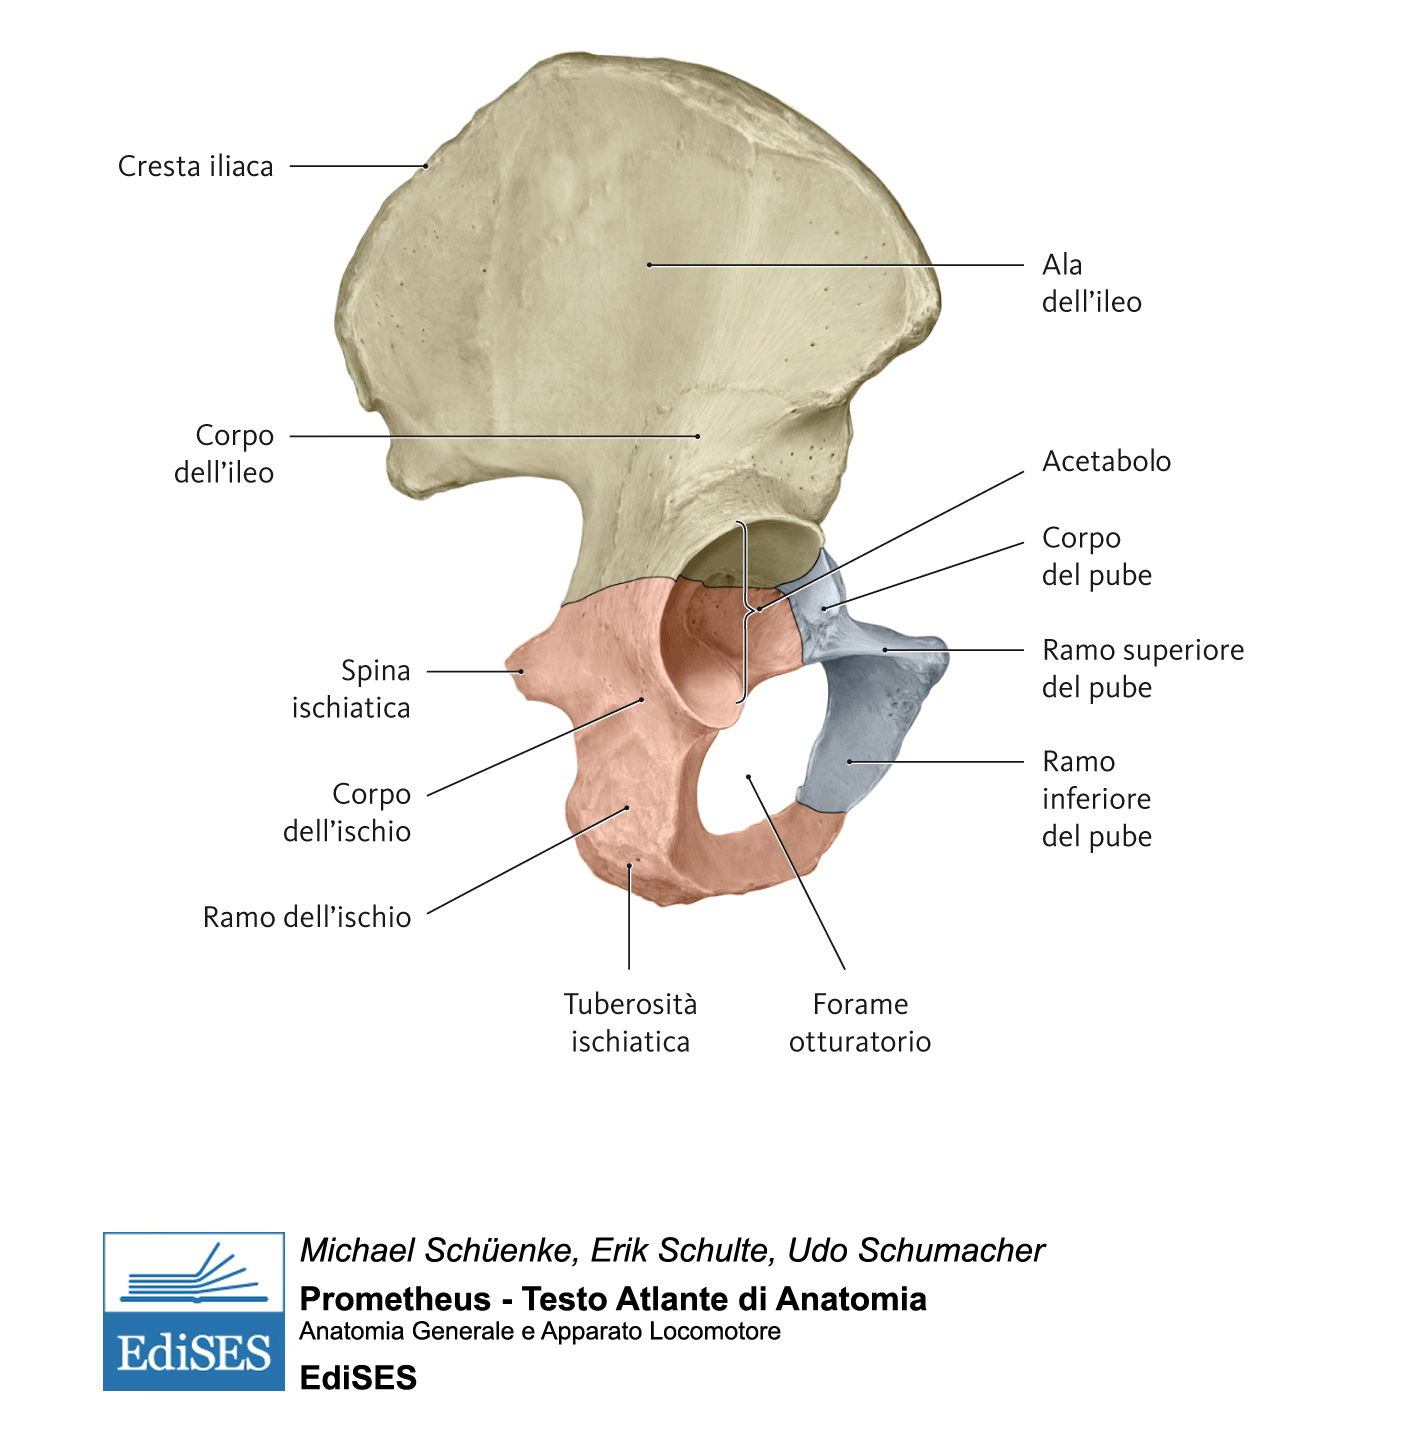 Cresta iliaca
Ala
dell’ileo
Corpo
dell’ileo
Acetabolo
Corpo
del pube
Ramo superiore
del pube
Spina
ischiatica
Ramo
inferiore
del pube
Corpo
dell’ischio
Ramo dell’ischio
Tuberosità
ischiatica
Forame
otturatorio
EdiSES
Michael Schüenke, Erik Schulte, Udo Schumacher
Prometheus - Testo Atlante di Anatomia
Anatomia Generale e Apparato Locomotore
EdiSES